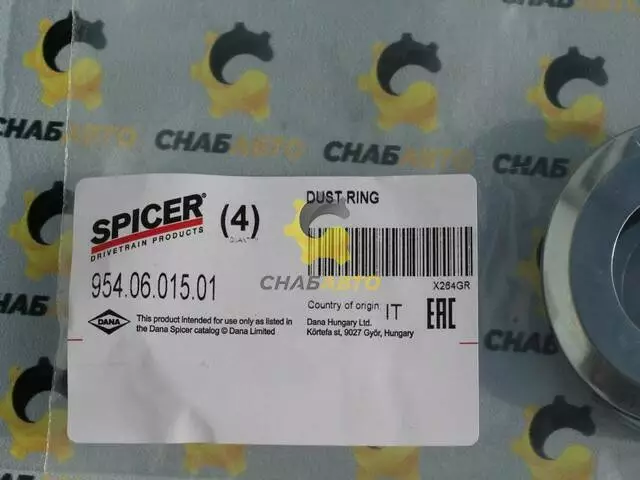 СНАБАВТО
СНАБАВТО
СНАБАВТО
SPICER®
DRIVETRAIN PRODUCTS
(4)
DUST RING
954.06.015.01
СНАБАВТО
X264GR
Country of origin IT
EAC
DANA
This product intended for use only as listed in
the Dana Spicer catalog © Dana Limited
Dana Hungary Ltd.
Körtefa st, 9027 Győr, Hungary
СНАБ
СНАБАВТО